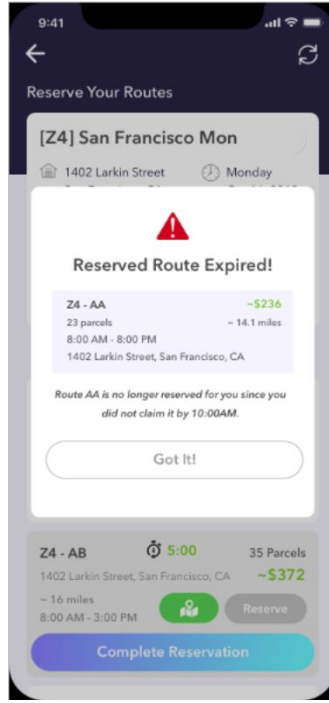 9:41
Reserve Your Routes
[Z4] San Francisco Mon
1402 Larkin Street Monday
Reserved Route Expired!
Z4 - AA ~$236
23 parcels ~ 14.1 miles
8:00 AM - 8:00 PM
1402 Larkin Street, San Francisco, CA
Route AA is no longer reserved for you since you
did not claim it by 10:00AM.
Got It!
Z4 - AB 5:00 35 Parcels
1402 Larkin Street, San Francisco, CA ~$372
~ 16 miles
8:00 AM - 3:00 PM Reserve
Complete Reservation